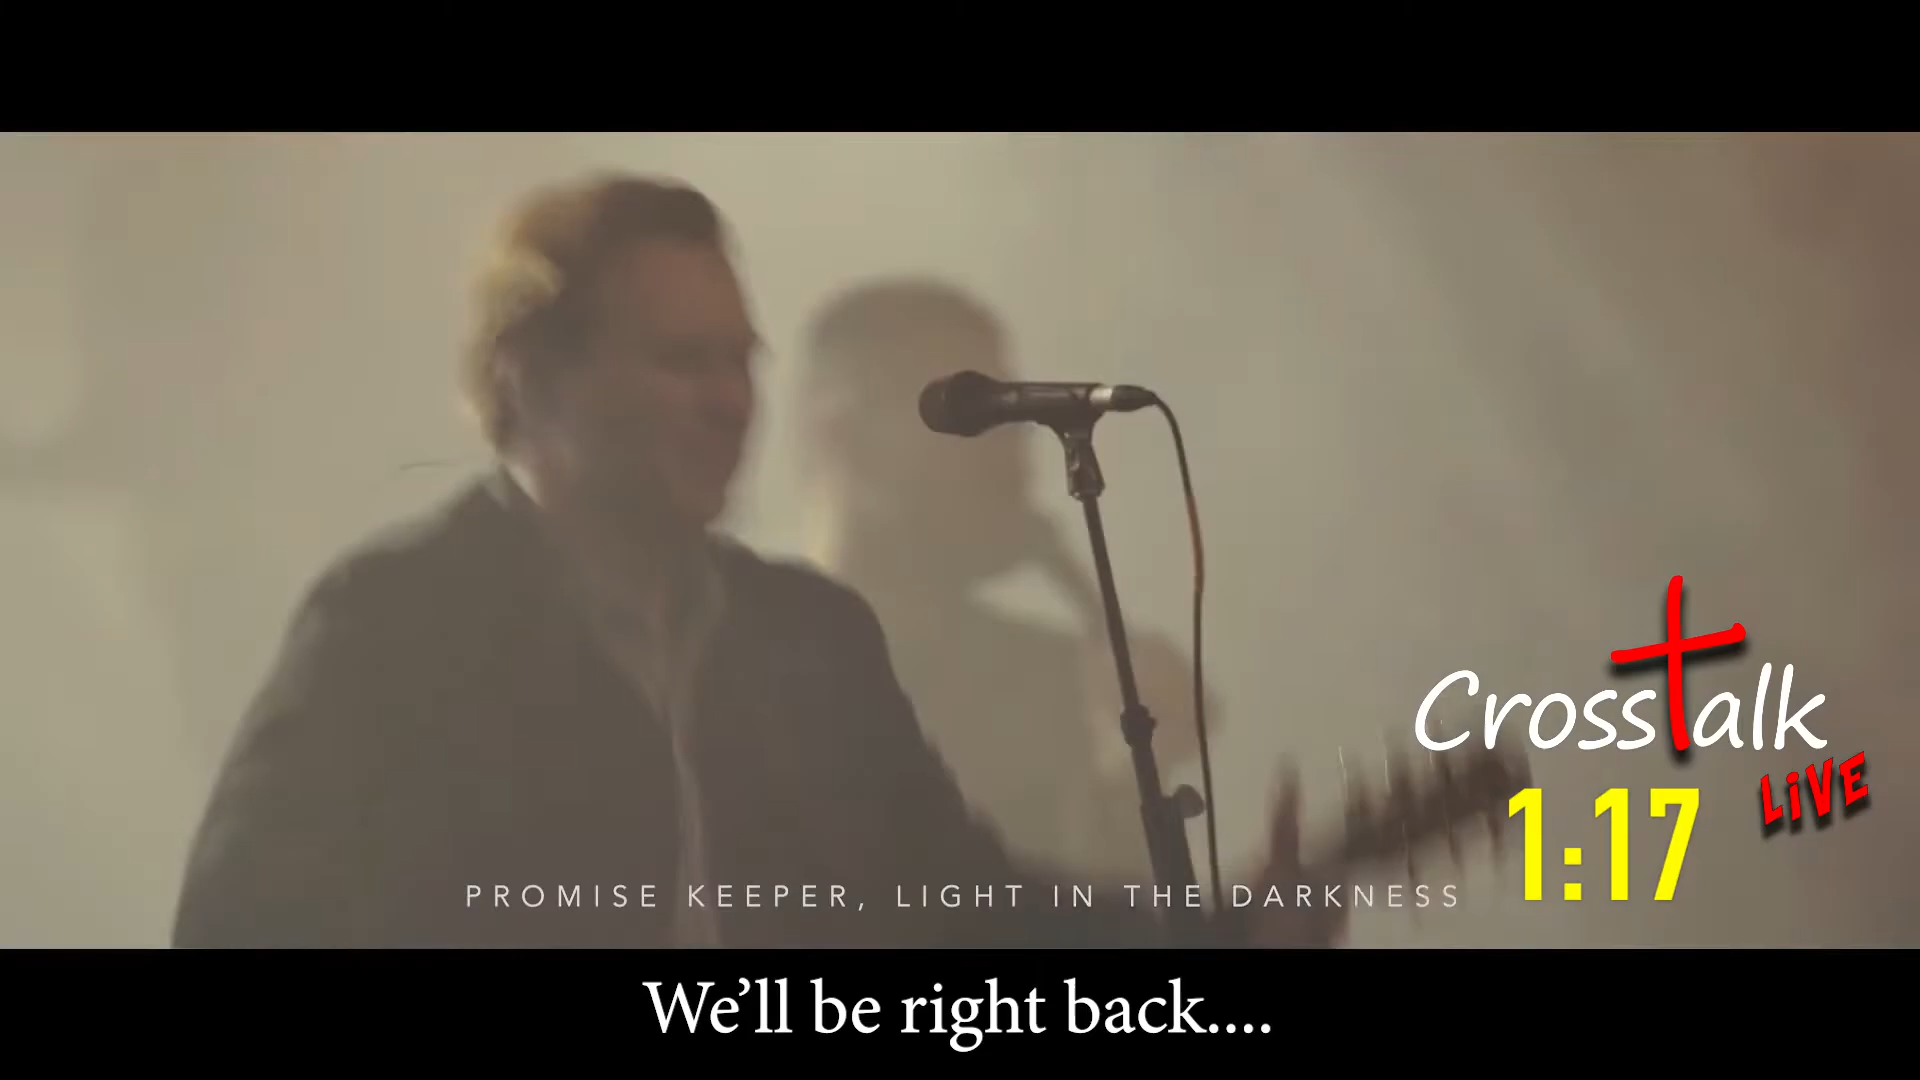 Crosstalk
LiVE
1:17
PROMISE KEEPER, LIGHT IN THE DARKNESS
We’ll be right back....